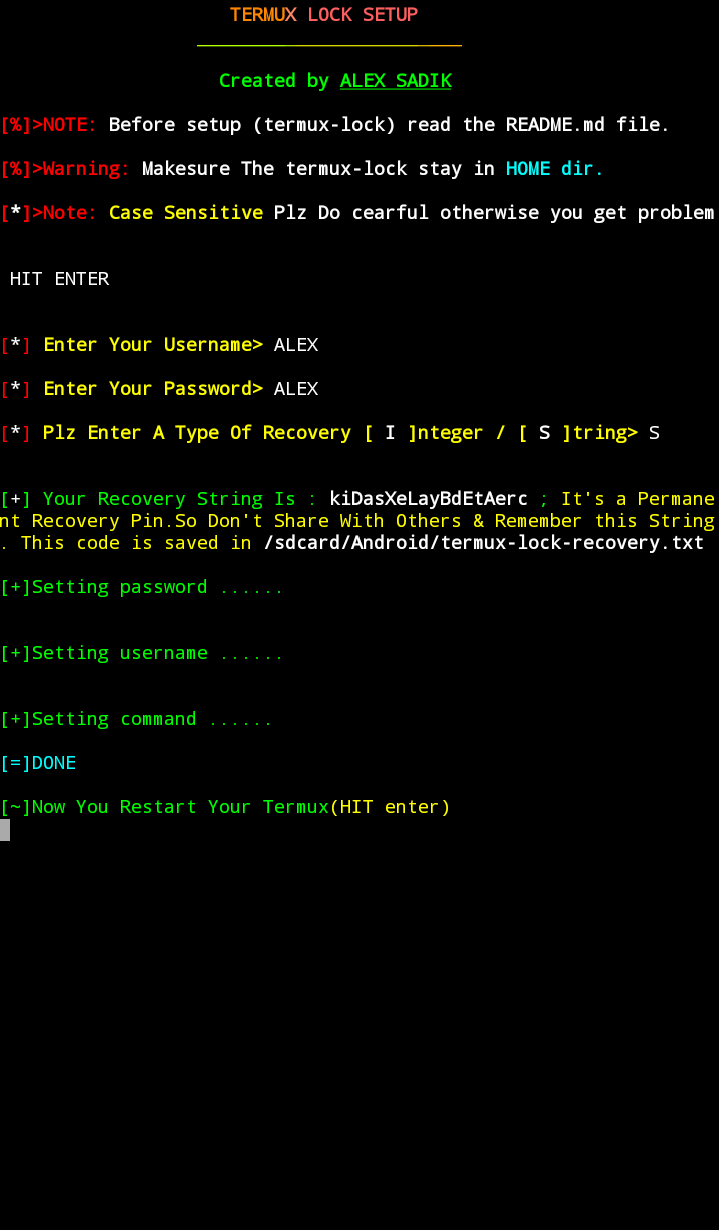 TERMUX LOCK SETUP
Created by ALEX SADIK
[%]>NOTE: Before setup (termux-lock) read the README.md file.
[%]>Warning: Makesure The termux-lock stay in HOME dir.
[*]>Note: Case Sensitive Plz Do cearful otherwise you get problem
HIT ENTER
[*] Enter Your Username> ALEX
[*] Enter Your Password> ALEX
[*] Plz Enter A Type Of Recovery [ I ]nteger / [ S ]tring> S
[+] Your Recovery String Is : kiDasXeLayBdEtAerc ; It's a Permane
nt Recovery Pin.So Don't Share With Others & Remember this String
. This code is saved in /sdcard/Android/termux-lock-recovery.txt
[+]Setting password ......
[+]Setting username ......
[+]Setting command ......
[=]DONE
[~]Now You Restart Your Termux(HIT enter)